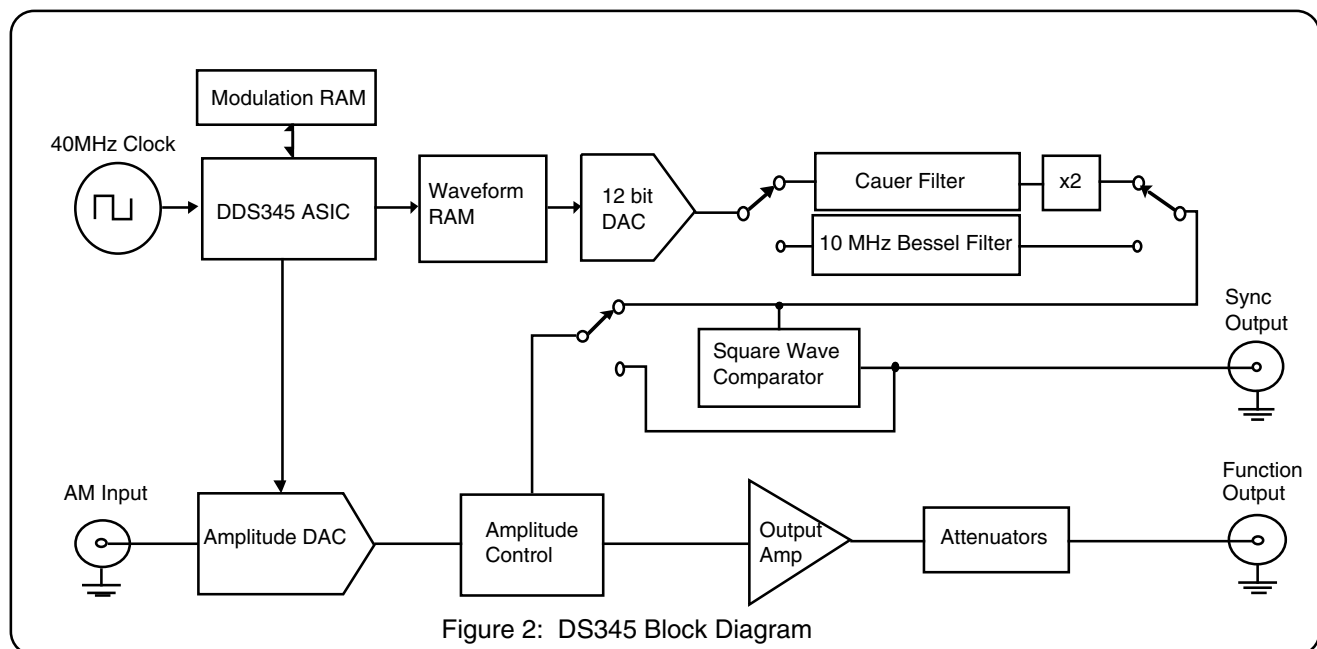 Modulation RAM
40MHz Clock
DDS345 ASIC
Waveform
RAM
12 bit
DAC
Cauer Filter
x2
10 MHz Bessel Filter
Square Wave
Comparator
Sync
Output
AM Input
Amplitude DAC
Amplitude
Control
Output
Amp
Attenuators
Function
Output
Figure 2: DS345 Block Diagram